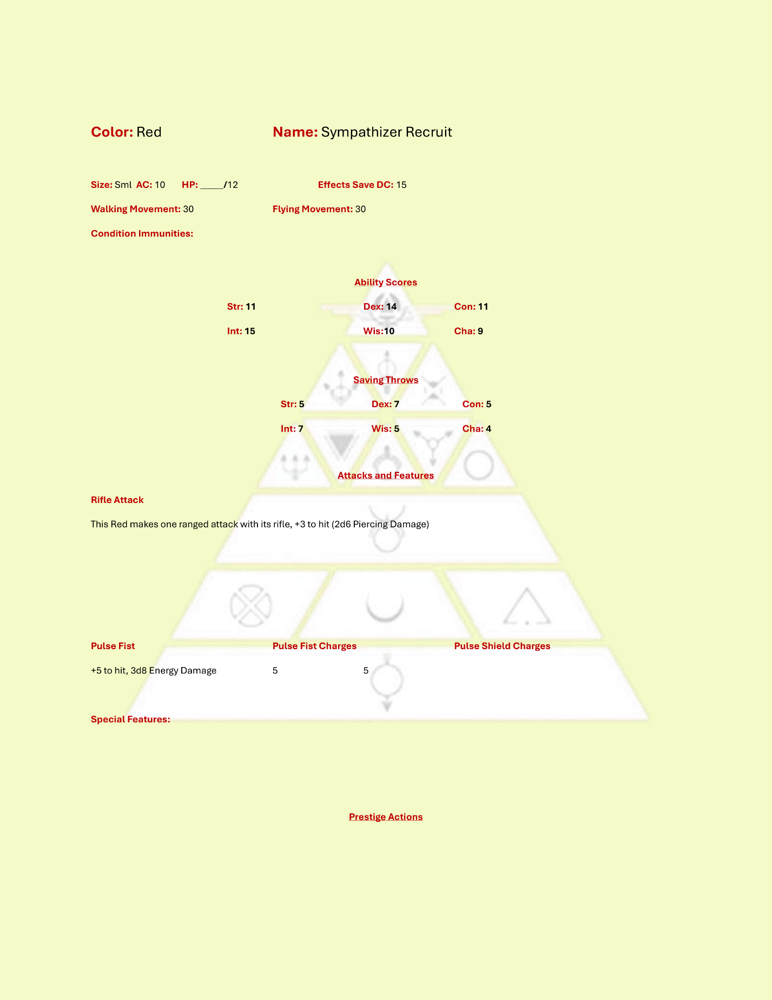 Color: Red Name: Sympathizer Recruit
Size: Sml AC: 10 HP: _____/12 Effects Save DC: 15
Walking Movement: 30 Flying Movement: 30
Condition Immunities:
Ability Scores
Str: 11 Dex: 14 Con: 11
Int: 15 Wis:10 Cha: 9
Saving Throws
Str: 5 Dex: 7 Con: 5
Int: 7 Wis: 5 Cha: 4
Attacks and Features
Rifle Attack
This Red makes one ranged attack with its rifle, +3 to hit (2d6 Piercing Damage)
Pulse Fist Pulse Fist Charges Pulse Shield Charges
+5 to hit, 3d8 Energy Damage 5 5
Special Features:
Prestige Actions